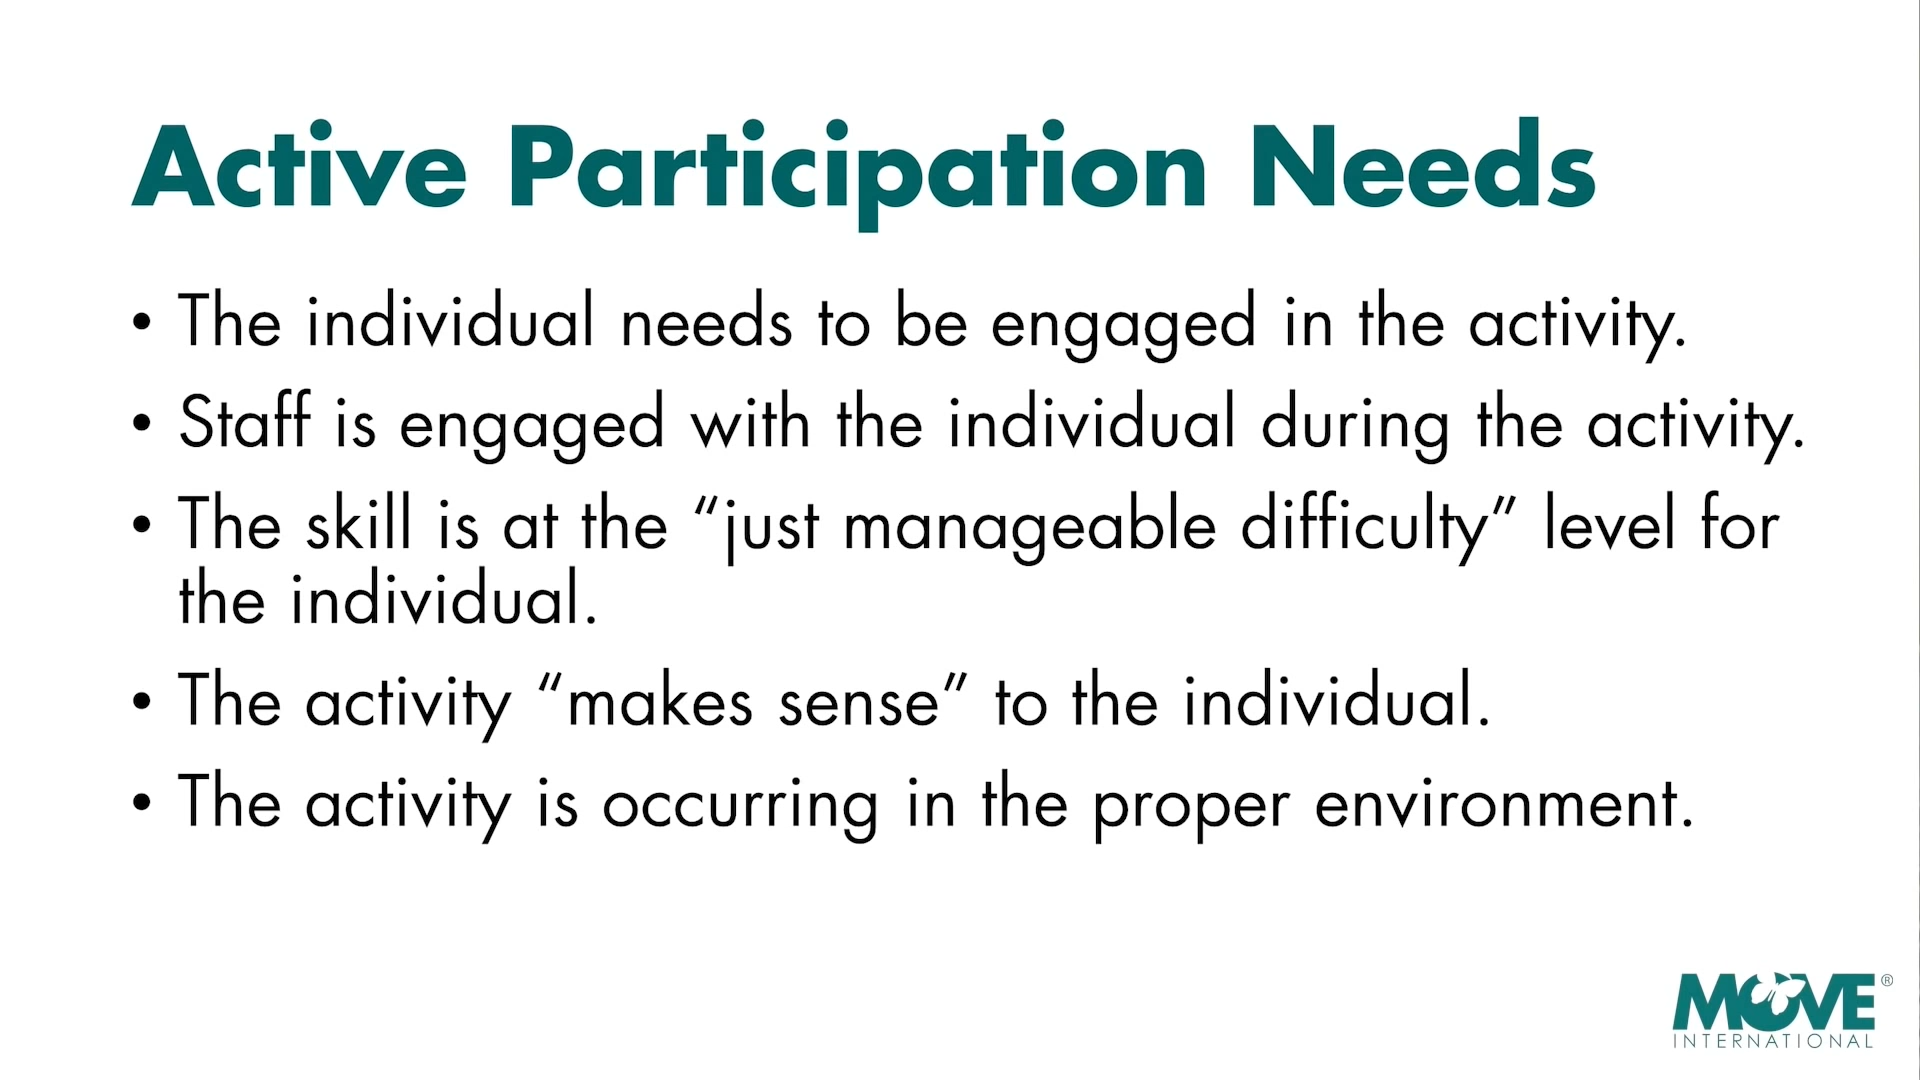 Active Participation Needs
• The individual needs to be engaged in the activity.
• Staff is engaged with the individual during the activity.
• The skill is at the “just manageable difficulty” level for
the individual.
• The activity “makes sense” to the individual.
• The activity is occurring in the proper environment.
MOVE®
INTERNATIONAL